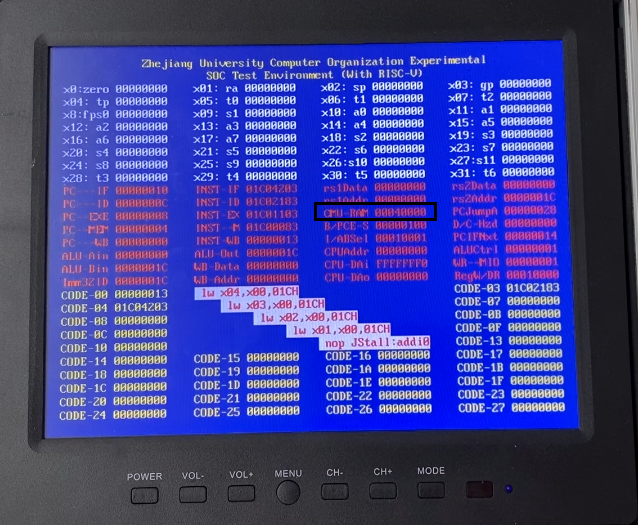 Zhejiang University Computer Organization Experimental
SOC Test Environment (With RISC-V)
x0:zero 00000000 x01: ra 00000000 x02: sp 00000000 x03: gp 00000000
x04: tp 00000000 x05: t0 00000000 x06: t1 00000000 x07: t2 00000000
x8:fps0 00000000 x09: s1 00000000 x10: a0 00000000 x11: a1 00000000
x12: a2 00000000 x13: a3 00000000 x14: a4 00000000 x15: a5 00000000
x16: a6 00000000 x17: a7 00000000 x18: s2 00000000 x19: s3 00000000
x20: s4 00000000 x21: s5 00000000 x22: s6 00000000 x23: s7 00000000
x24: s8 00000000 x25: s9 00000000 x26:s10 00000000 x27:s11 00000000
x28: t3 00000000 x29: t4 00000000 x30: t5 00000000 x31: t6 00000000
PC---IF 00000010 INST-IF 01C04203 rs1Data 00000000 rs2Data 00000000
PC---ID 0000000C INST-ID 01C02183 rs1Addr 00000000 rs2Addr 0000001C
PC--EXE 00000008 INST-EX 01C01103 CMU-RAM 00040000 PCJumpA 00000028
PC--MEM 00000004 INST--M 01C00083 B/PCE-S 00000100 D/C-Hzd 00000000
PC---WB 00000000 INST-WB 00000013 I/ABSel 00010001 PCIFNxt 00000014
ALU-Ain 00000000 ALU-Out 0000001C CPUAddr 00000000 ALUCtrl 00000001
ALU-Bin 0000001C WB-Data 00000000 CPU-DAi FFFFFFF0 WR--MIO 00000001
Imm32ID 0000001C WB-Addr 00000000 CPU-DAo 00000000 RegW/DR 00010000
CODE-00 00000013 lw x04,x00,01CH CODE-03 01C02183
CODE-04 01C04203 lw x03,x00,01CH CODE-07 00000000
CODE-08 00000000 lw x02,x00,01CH CODE-0B 00000000
CODE-0C 00000000 lw x01,x00,01CH CODE-0F 00000000
CODE-10 00000000 nop JStall:addi0 CODE-13 00000000
CODE-14 00000000 CODE-15 00000000 CODE-16 00000000 CODE-17 00000000
CODE-18 00000000 CODE-19 00000000 CODE-1A 00000000 CODE-1B 00000000
CODE-1C 00000000 CODE-1D 00000000 CODE-1E 00000000 CODE-1F 00000000
CODE-20 00000000 CODE-21 00000000 CODE-22 00000000 CODE-23 00000000
CODE-24 00000000 CODE-25 00000000 CODE-26 00000000 CODE-27 00000000
POWER VOL- VOL+ MENU CH- CH+ MODE